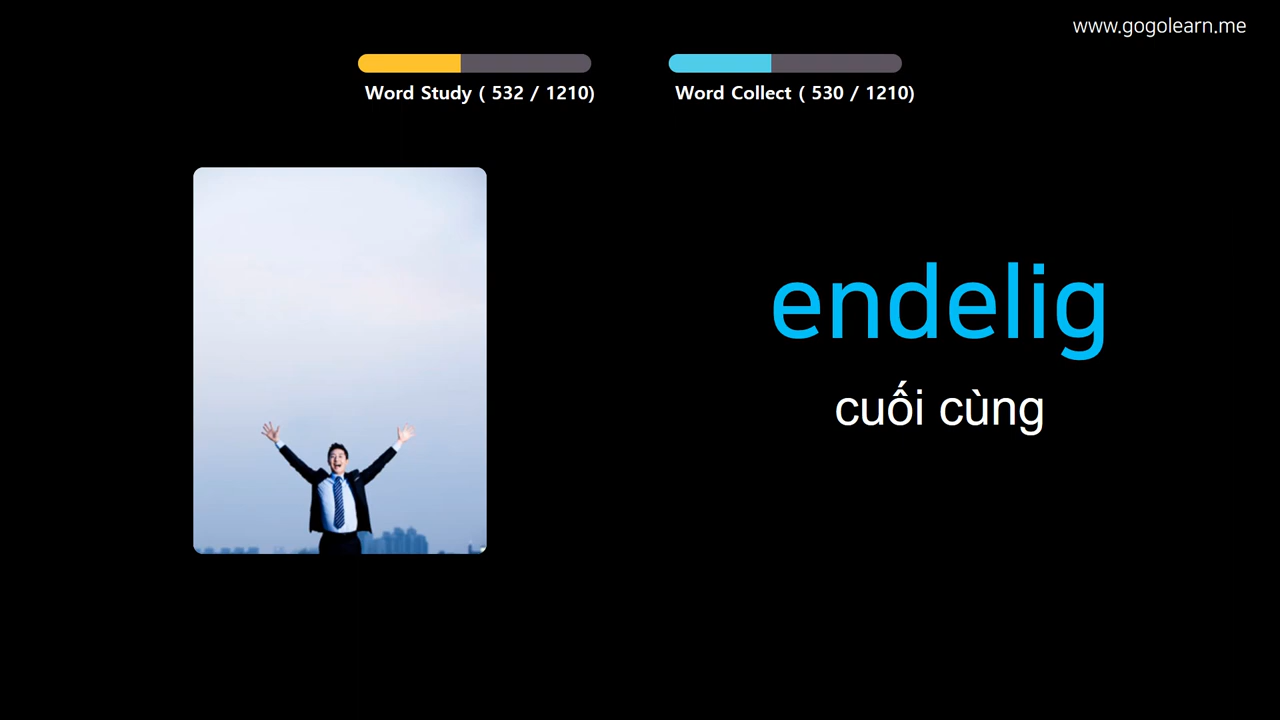 www.gogolearn.me
Word Study ( 532 / 1210)
Word Collect ( 530 / 1210)
endelig
cuối cùng